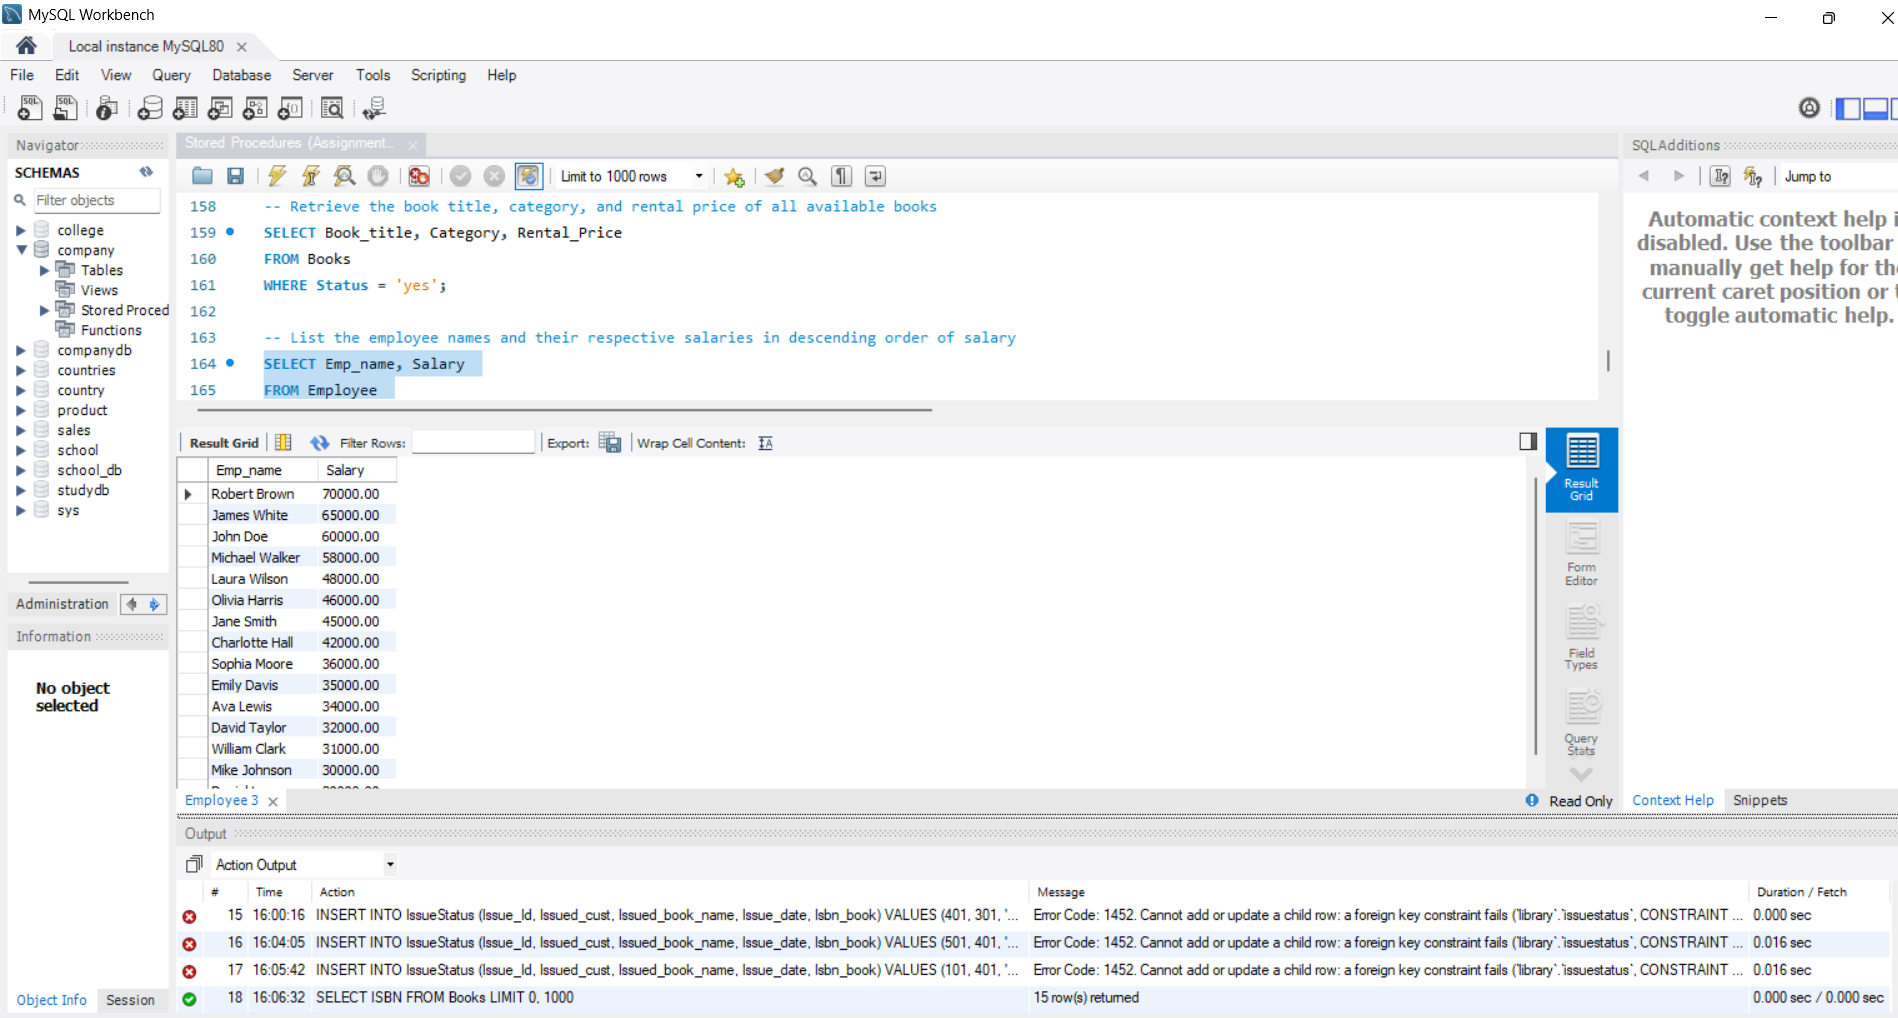 MySQL Workbench
Local instance MySQL80
File Edit View Query Database Server Tools Scripting Help
Navigator
SCHEMAS
Filter objects
college
company
Tables
Views
Stored Proced
Functions
companydb
countries
country
product
sales
school
school_db
studydb
sys
Administration
Information
No object
selected
Object Info Session
Stored Procedures (Assignment...
Limit to 1000 rows
158 -- Retrieve the book title, category, and rental price of all available books
159 SELECT Book_title, Category, Rental_Price
160 FROM Books
161 WHERE Status = 'yes';
162
163 -- List the employee names and their respective salaries in descending order of salary
164 SELECT Emp_name, Salary
165 FROM Employee
Result Grid Filter Rows: Export: Wrap Cell Content:
Emp_name Salary
Robert Brown 70000.00
James White 65000.00
John Doe 60000.00
Michael Walker 58000.00
Laura Wilson 48000.00
Olivia Harris 46000.00
Jane Smith 45000.00
Charlotte Hall 42000.00
Sophia Moore 36000.00
Emily Davis 35000.00
Ava Lewis 34000.00
David Taylor 32000.00
William Clark 31000.00
Mike Johnson 30000.00
Result
Grid
Form
Editor
Field
Types
Query
Stats
Employee 3 Read Only
SQLAdditions
Jump to
Automatic context help i
disabled. Use the toolbar
manually get help for the
current caret position or t
toggle automatic help.
Context Help Snippets
Output
Action Output
# Time Action Message Duration / Fetch
15 16:00:16 INSERT INTO IssueStatus (Issue_Id, Issued_cust, Issued_book_name, Issue_date, Isbn_book) VALUES (401, 301, '... Error Code: 1452. Cannot add or update a child row: a foreign key constraint fails (`library`.`issuestatus`, CONSTRAINT ... 0.000 sec
16 16:04:05 INSERT INTO IssueStatus (Issue_Id, Issued_cust, Issued_book_name, Issue_date, Isbn_book) VALUES (501, 401, '... Error Code: 1452. Cannot add or update a child row: a foreign key constraint fails (`library`.`issuestatus`, CONSTRAINT ... 0.016 sec
17 16:05:42 INSERT INTO IssueStatus (Issue_Id, Issued_cust, Issued_book_name, Issue_date, Isbn_book) VALUES (101, 401, '... Error Code: 1452. Cannot add or update a child row: a foreign key constraint fails (`library`.`issuestatus`, CONSTRAINT ... 0.016 sec
18 16:06:32 SELECT ISBN FROM Books LIMIT 0, 1000 15 row(s) returned 0.000 sec / 0.000 sec